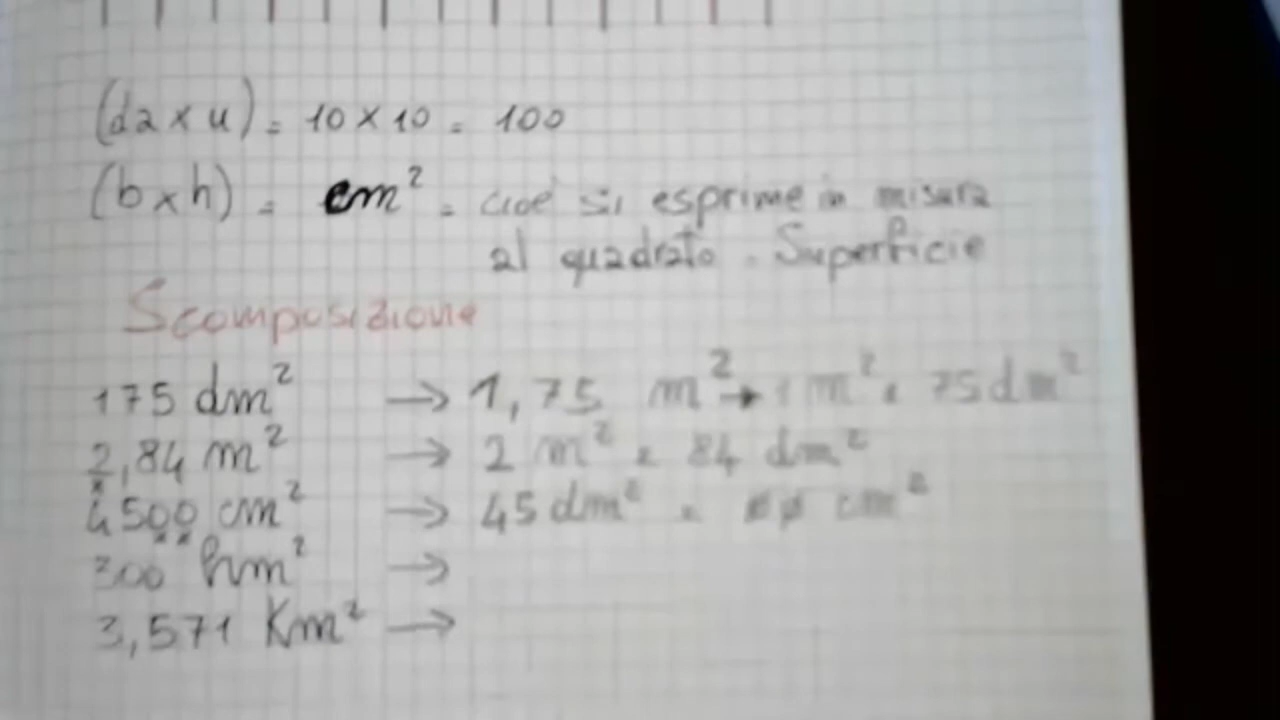 (da x u) = 10 x 10 = 100
(b x h) = cm² = cioè si esprime in misura
al quadrato. Superficie
Scomposizione
175 dm² → 1,75 m² → 1 m² e 75 dm²
2,84 m² → 2 m² e 84 dm²
4500 cm² → 45 dm² e 00 cm²
300 hm² →
3,571 Km² →